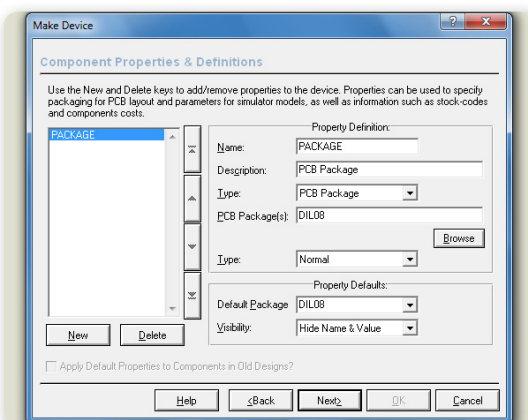 Make Device
Component Properties & Definitions
Use the New and Delete keys to add/remove properties to the device. Properties can be used to specify
packaging for PCB layout and parameters for simulator models, as well as information such as stock-codes
and components costs.
PACKAGE
Property Definition:
Name: PACKAGE
Description: PCB Package
Type: PCB Package
PCB Package(s): DIL08
Browse
Type: Normal
Property Defaults:
Default Package DIL08
Visibility: Hide Name & Value
New Delete
Apply Default Properties to Components in Old Designs?
Help <Back Next> OK Cancel